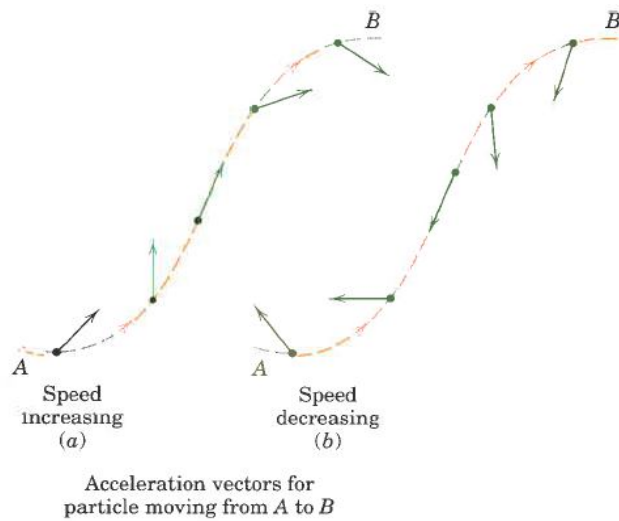 B
B
A
A
Speed
increasing
(a)
Speed
decreasing
(b)
Acceleration vectors for
particle moving from A to B